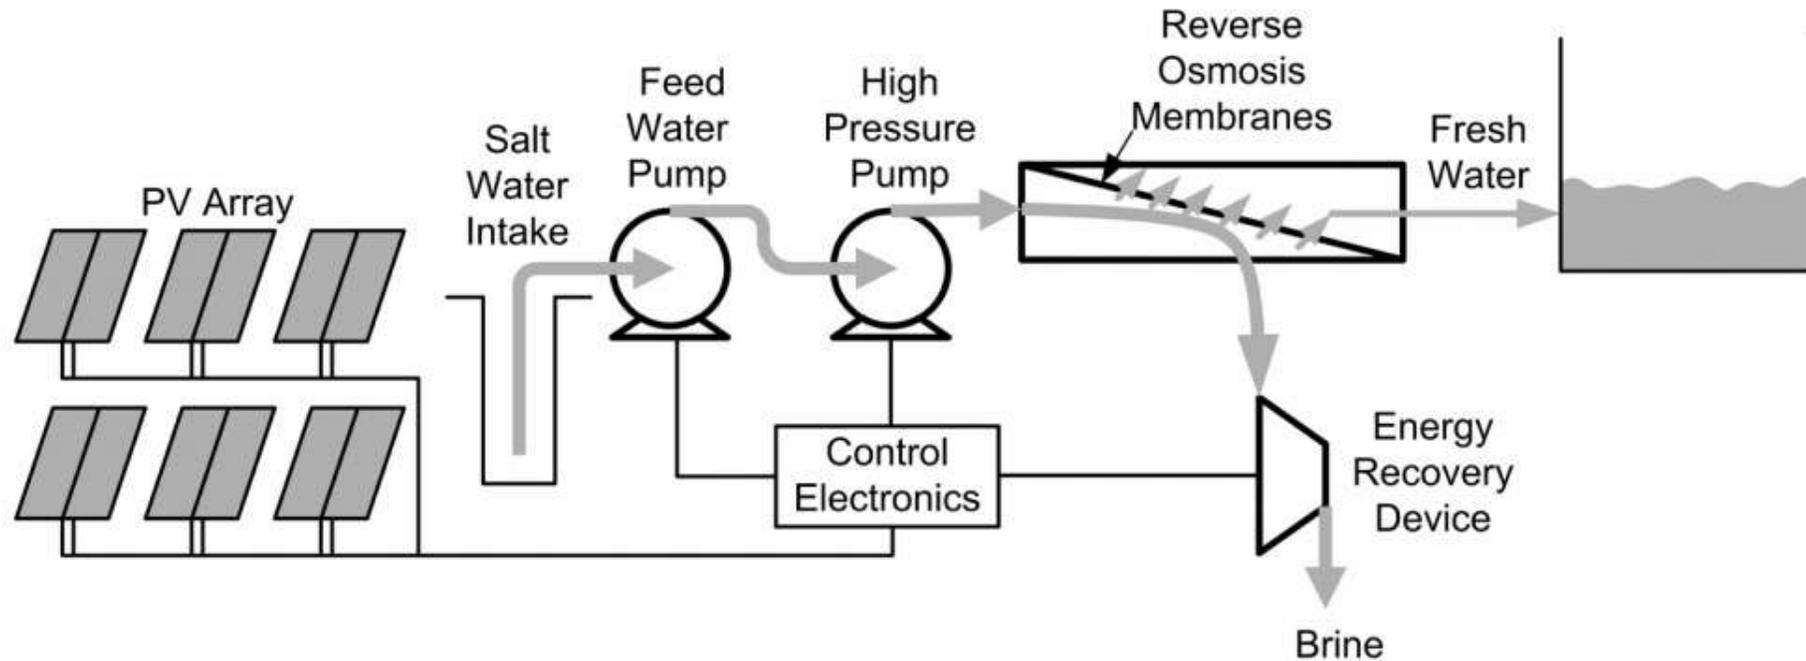 PV Array
Salt
Water
Intake
Feed
Water
Pump
High
Pressure
Pump
Reverse
Osmosis
Membranes
Fresh
Water
Control
Electronics
Energy
Recovery
Device
Brine